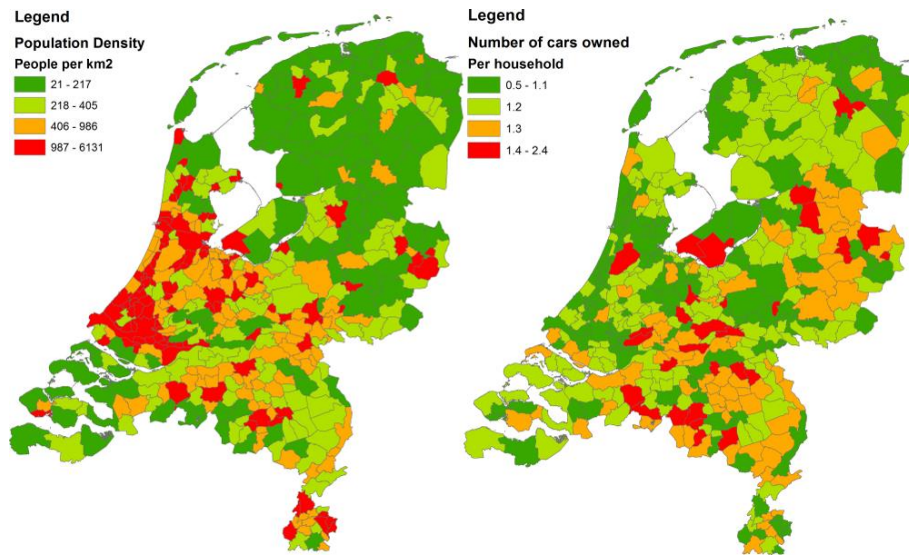 Legend
Population Density
People per km2
21 - 217
218 - 405
406 - 986
987 - 6131
Legend
Number of cars owned
Per household
0.5 - 1.1
1.2
1.3
1.4 - 2.4